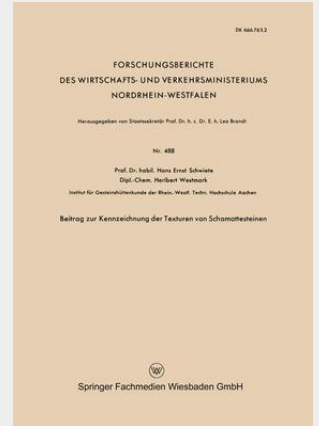 DK 666.763.2
FORSCHUNGSBERICHTE
DES WIRTSCHAFTS- UND VERKEHRSMINISTERIUMS
NORDRHEIN-WESTFALEN
Herausgegeben von Staatssekretär Prof. Dr. h. c. Dr. E. h. Leo Brandt
Nr. 488
Prof. Dr. habil. Hans Ernst Schwiete
Dipl.-Chem. Heribert Westmark
Institut für Gesteinshüttenkunde der Rhein.-Westf. Techn. Hochschule Aachen
Beitrag zur Kennzeichnung der Texturen von Schamottesteinen
Springer Fachmedien Wiesbaden GmbH